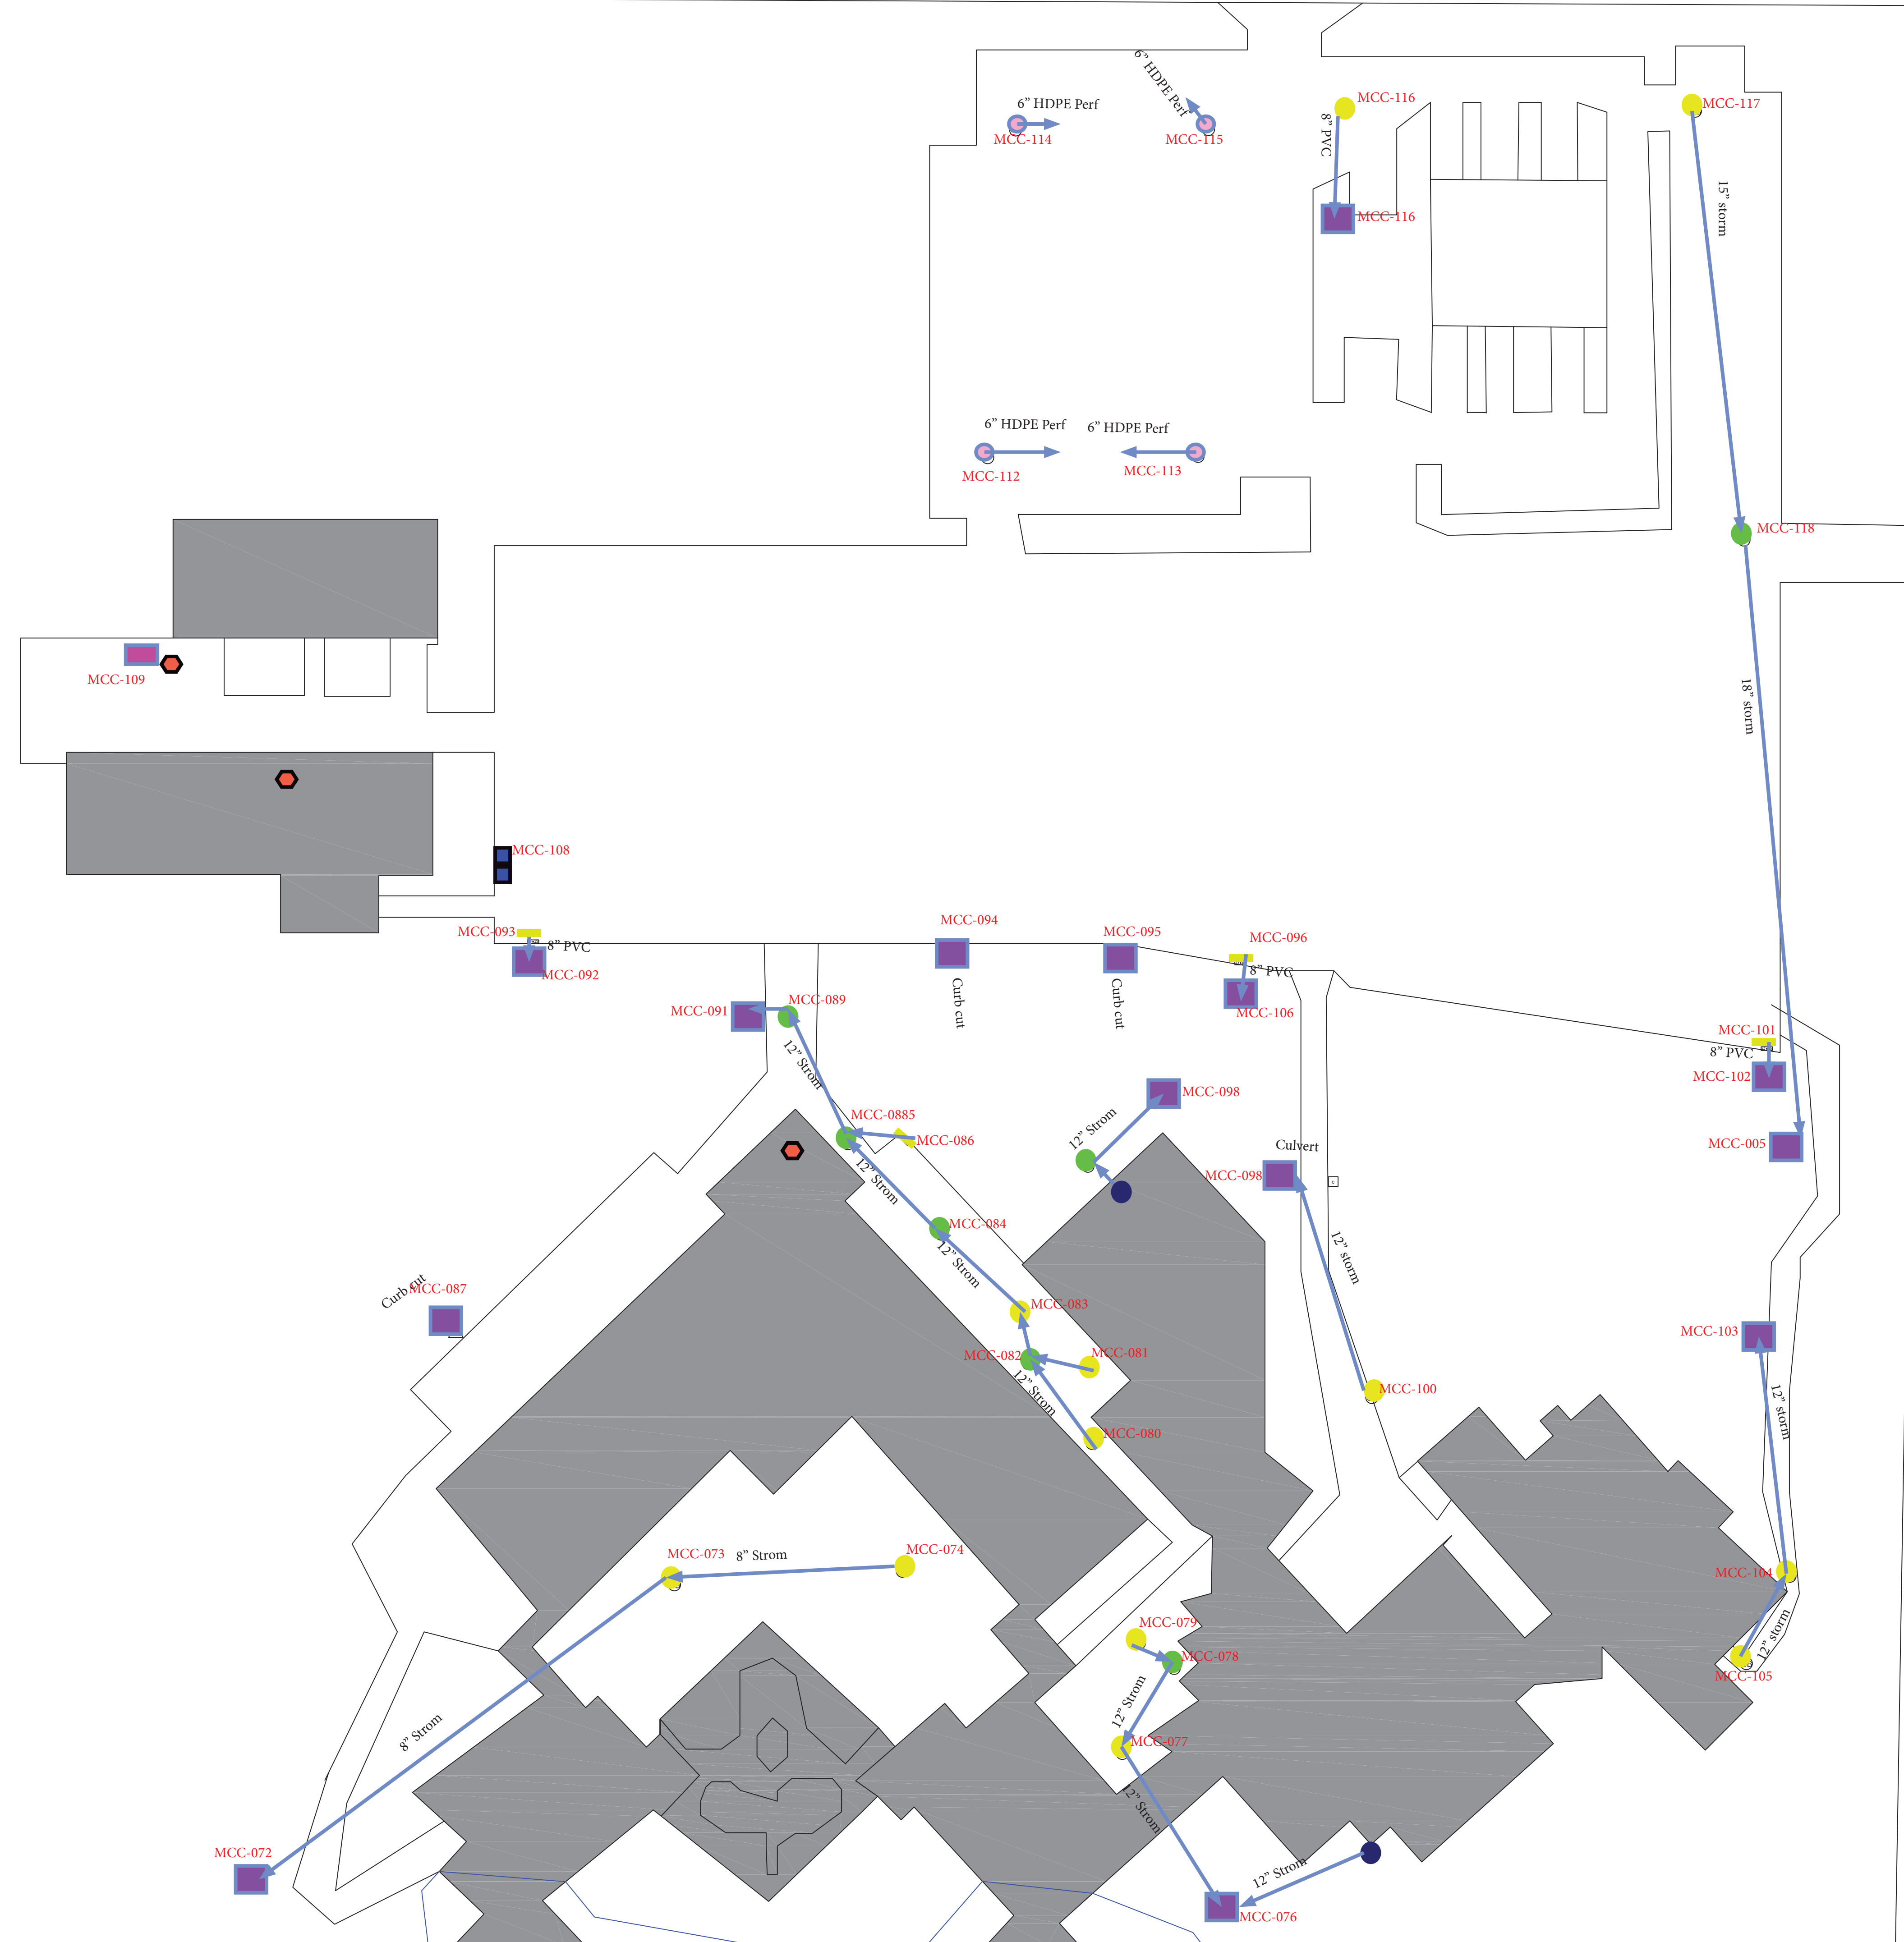 6” HDPE Perf
MCC-114
6” HDPE Perf
MCC-115
MCC-116
8” PVC
MCC-116
MCC-117
15” storm
6” HDPE Perf
MCC-112
6” HDPE Perf
MCC-113
MCC-118
18” storm
MCC-109
MCC-108
MCC-093
8” PVC
MCC-092
MCC-094
Curb cut
MCC-095
Curb cut
MCC-096
8” PVC
MCC-106
MCC-091
MCC-089
12” Strom
MCC-101
8” PVC
MCC-102
MCC-0885
MCC-086
12” Strom
MCC-098
12” Strom
Culvert
MCC-098
c
MCC-005
MCC-084
12” Strom
12” storm
Curb cut
MCC-087
MCC-083
MCC-082
MCC-081
12” Strom
MCC-080
MCC-100
MCC-103
12” storm
MCC-073
8” Strom
MCC-074
MCC-104
12” storm
MCC-105
MCC-079
MCC-078
12” Strom
MCC-077
12” Strom
8” Strom
MCC-072
12” Strom
MCC-076